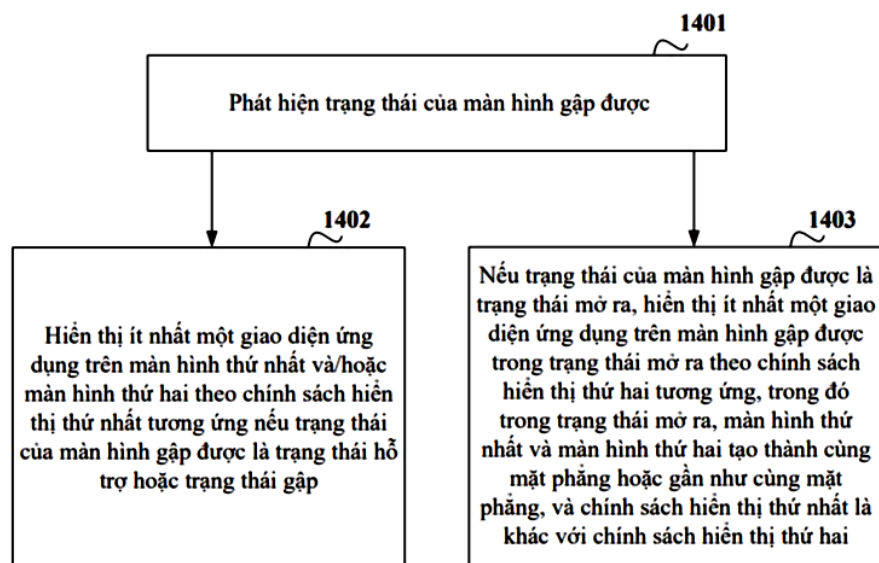 1401
Phát hiện trạng thái của màn hình gập được
1402
Hiển thị ít nhất một giao diện ứng
dụng trên màn hình thứ nhất và/hoặc
màn hình thứ hai theo chính sách hiển
thị thứ nhất tương ứng nếu trạng thái
của màn hình gập được là trạng thái hỗ
trợ hoặc trạng thái gập
1403
Nếu trạng thái của màn hình gập được là
trạng thái mở ra, hiển thị ít nhất một giao
diện ứng dụng trên màn hình gập được
trong trạng thái mở ra theo chính sách
hiển thị thứ hai tương ứng, trong đó
trong trạng thái mở ra, màn hình thứ
nhất và màn hình thứ hai tạo thành cùng
mặt phẳng hoặc gần như cùng mặt
phẳng, và chính sách hiển thị thứ nhất là
khác với chính sách hiển thị thứ hai